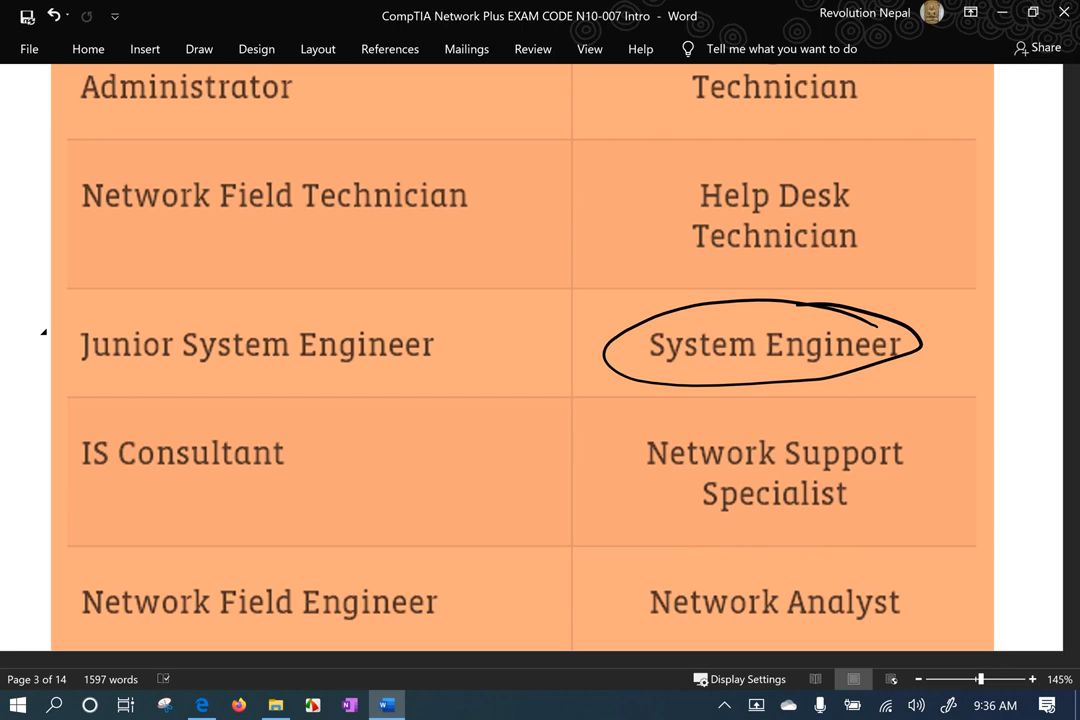 CompTIA Network Plus EXAM CODE N10-007 Intro - Word
Revolution Nepal
File Home Insert Draw Design Layout References Mailings Review View Help Tell me what you want to do Share
Administrator Technician
Network Field Technician Help Desk
Technician
Junior System Engineer System Engineer
IS Consultant Network Support
Specialist
Network Field Engineer Network Analyst
Page 3 of 14 1597 words Display Settings 145%
9:36 AM